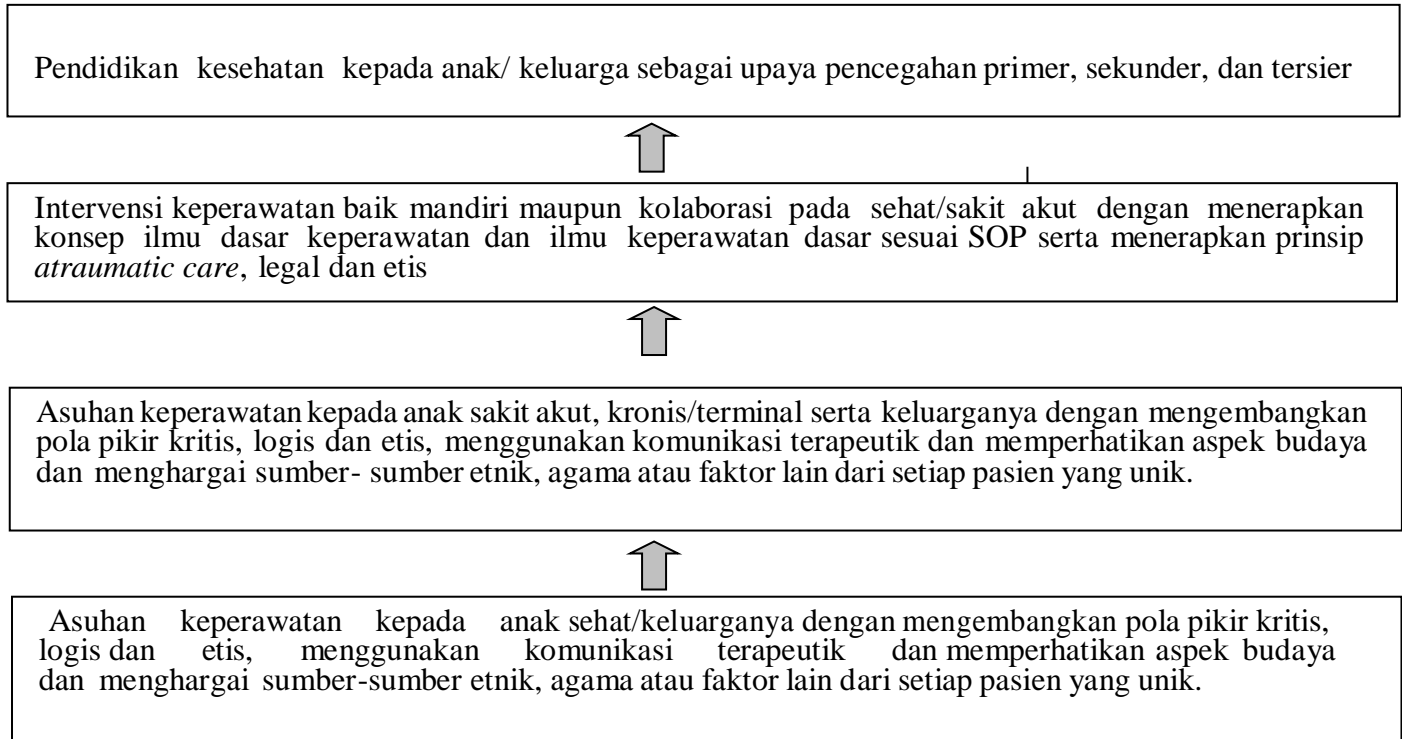 Pendidikan kesehatan kepada anak/ keluarga sebagai upaya pencegahan primer, sekunder, dan tersier
Intervensi keperawatan baik mandiri maupun kolaborasi pada sehat/sakit akut dengan menerapkan
konsep ilmu dasar keperawatan dan ilmu keperawatan dasar sesuai SOP serta menerapkan prinsip
atraumatic care, legal dan etis
Asuhan keperawatan kepada anak sakit akut, kronis/terminal serta keluarganya dengan mengembangkan
pola pikir kritis, logis dan etis, menggunakan komunikasi terapeutik dan memperhatikan aspek budaya
dan menghargai sumber- sumber etnik, agama atau faktor lain dari setiap pasien yang unik.
Asuhan keperawatan kepada anak sehat/keluarganya dengan mengembangkan pola pikir kritis,
logis dan etis, menggunakan komunikasi terapeutik dan memperhatikan aspek budaya
dan menghargai sumber-sumber etnik, agama atau faktor lain dari setiap pasien yang unik.